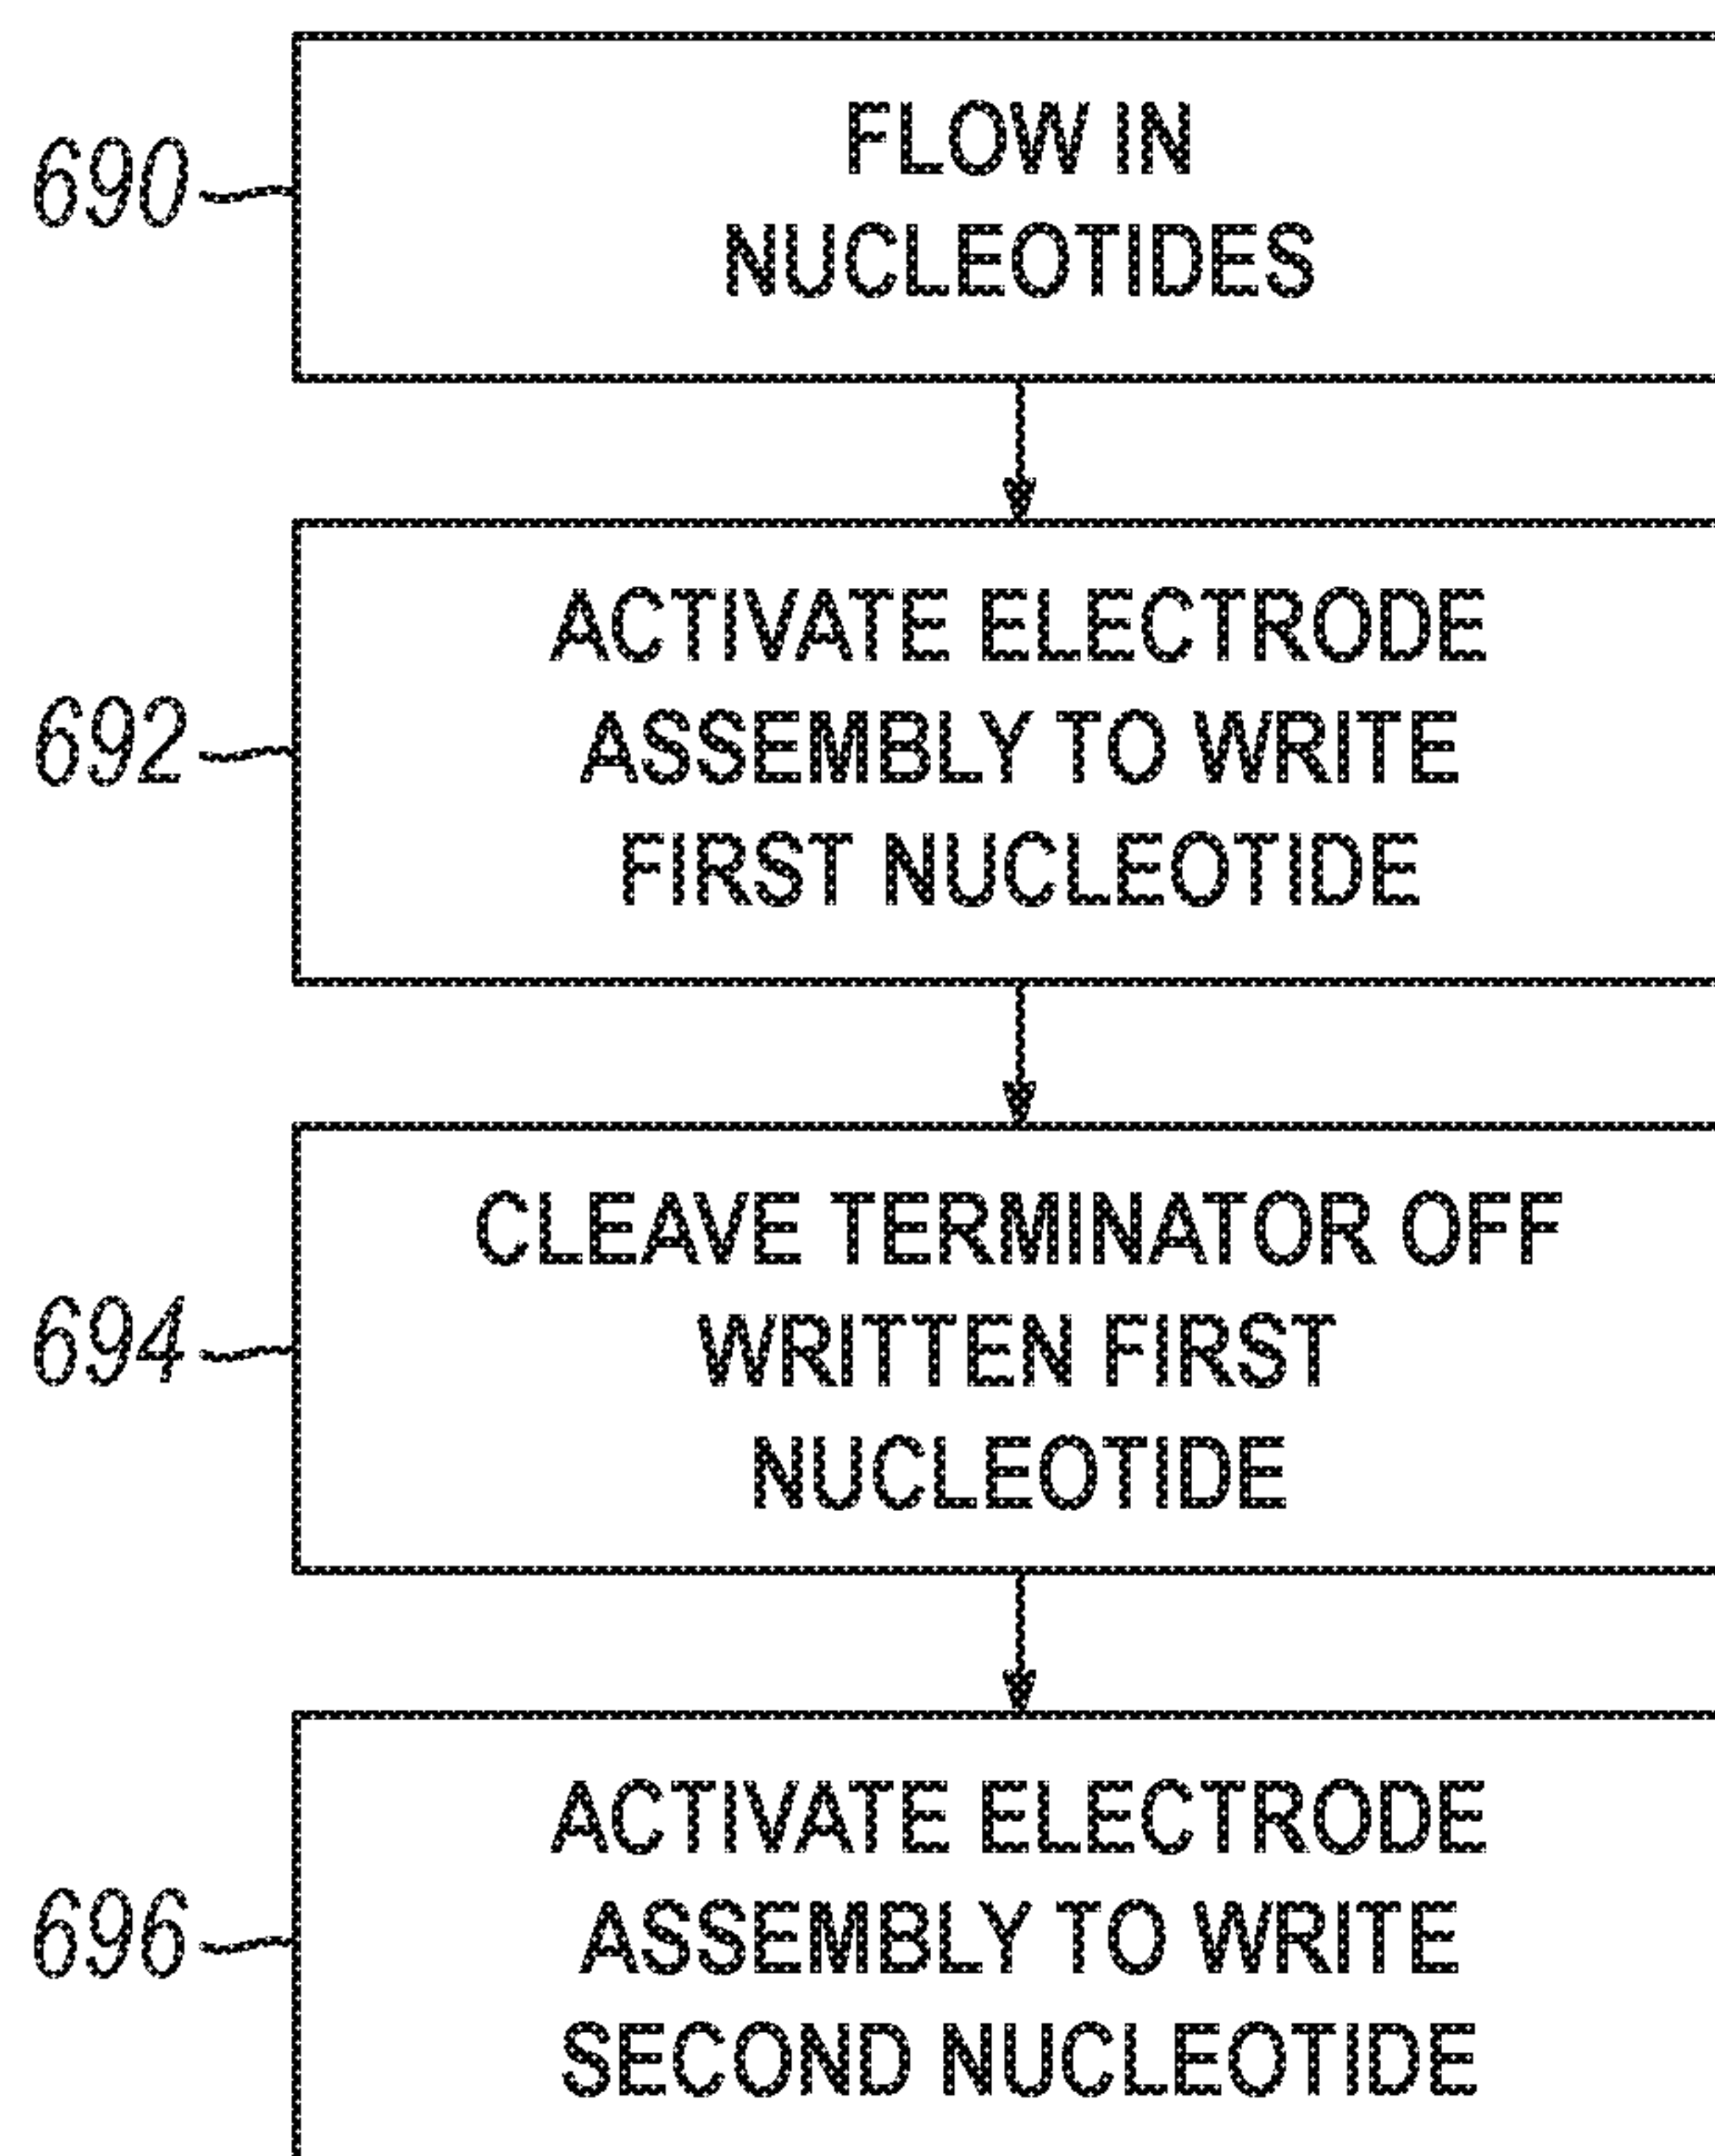 690
FLOW IN
NUCLEOTIDES
692
ACTIVATE ELECTRODE
ASSEMBLY TO WRITE
FIRST NUCLEOTIDE
694
CLEAVE TERMINATOR OFF
WRITTEN FIRST
NUCLEOTIDE
696
ACTIVATE ELECTRODE
ASSEMBLY TO WRITE
SECOND NUCLEOTIDE